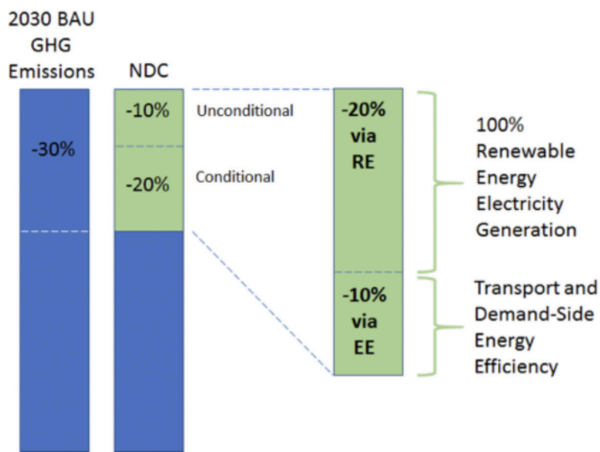 2030 BAU
GHG
Emissions
NDC
-30%
-10%
-20%
Unconditional
Conditional
-20%
via
RE
-10%
via
EE
100%
Renewable
Energy
Electricity
Generation
Transport and
Demand-Side
Energy
Efficiency